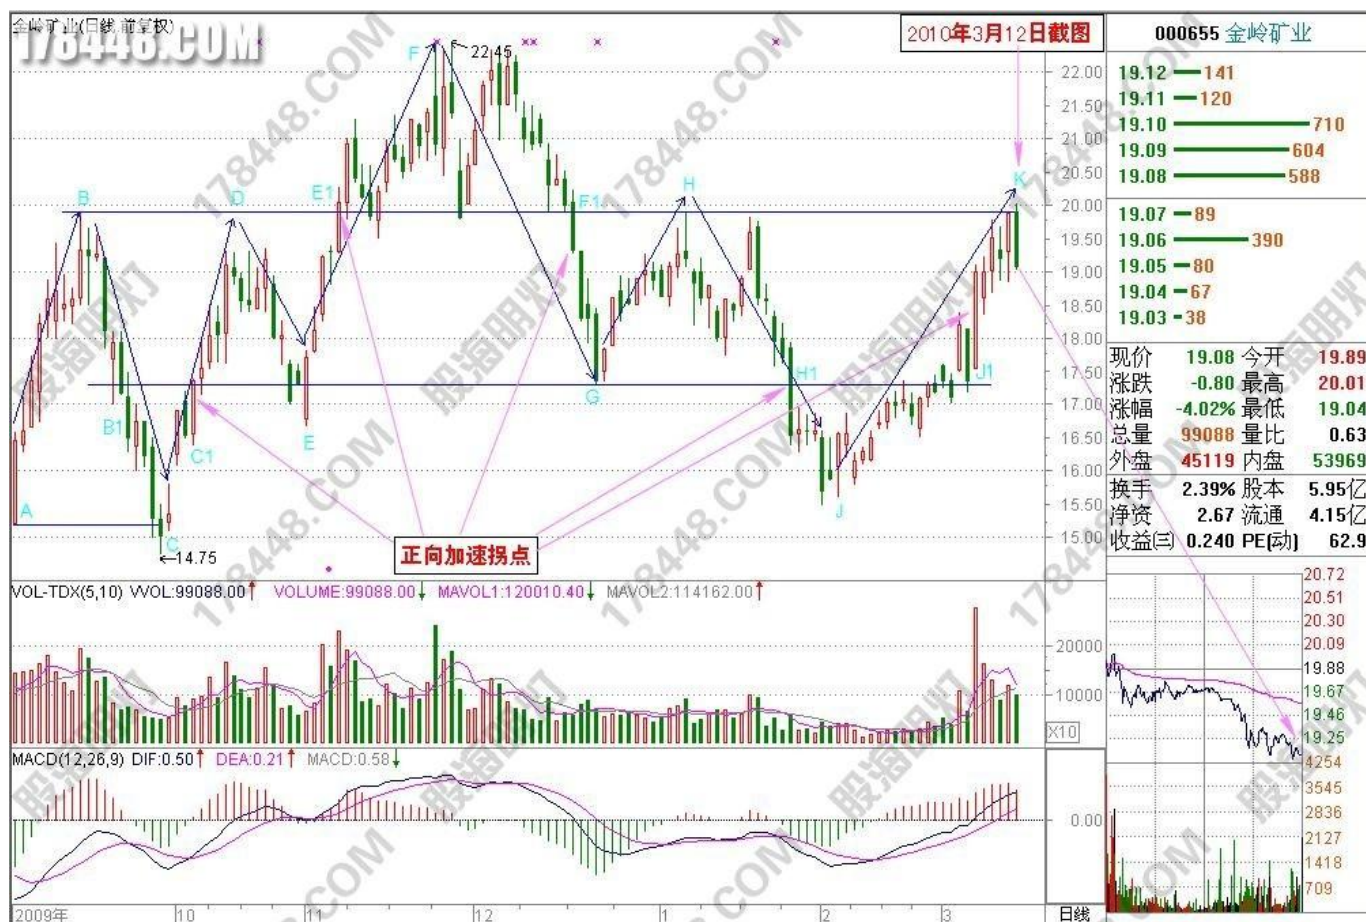 金岭矿业(日线.前复权)
178448.COM
2010年3月12日截图
000655 金岭矿业
22.45
14.75
A
B
B1
C
C1
D
E
E1
F
F1
G
H
H1
J
J1
K
正向加速拐点
22.00
21.50
21.00
20.50
20.00
19.50
19.00
18.50
18.00
17.50
17.00
16.50
16.00
15.50
15.00
19.12 141
19.11 120
19.10 710
19.09 604
19.08 588
19.07 89
19.06 390
19.05 80
19.04 67
19.03 38
现价 19.08 今开 19.89
涨跌 -0.80 最高 20.01
涨幅 -4.02% 最低 19.04
总量 99088 量比 0.63
外盘 45119 内盘 53969
换手 2.39% 股本 5.95亿
净资 2.67 流通 4.15亿
收益(三) 0.240 PE(动) 62.9
VOL-TDX(5,10) VVOL:99088.00 VOLUME:99088.00 MAVOL1:120010.40 MAVOL2:114162.00
20000
10000
X10
MACD(12,26,9) DIF:0.50 DEA:0.21 MACD:0.58
0.00
20.72
20.51
20.30
20.09
19.88
19.67
19.46
19.25
4254
3545
2836
2127
1418
709
2009年 10 11 12 1 2 3 日线
股海明灯 178448.COM